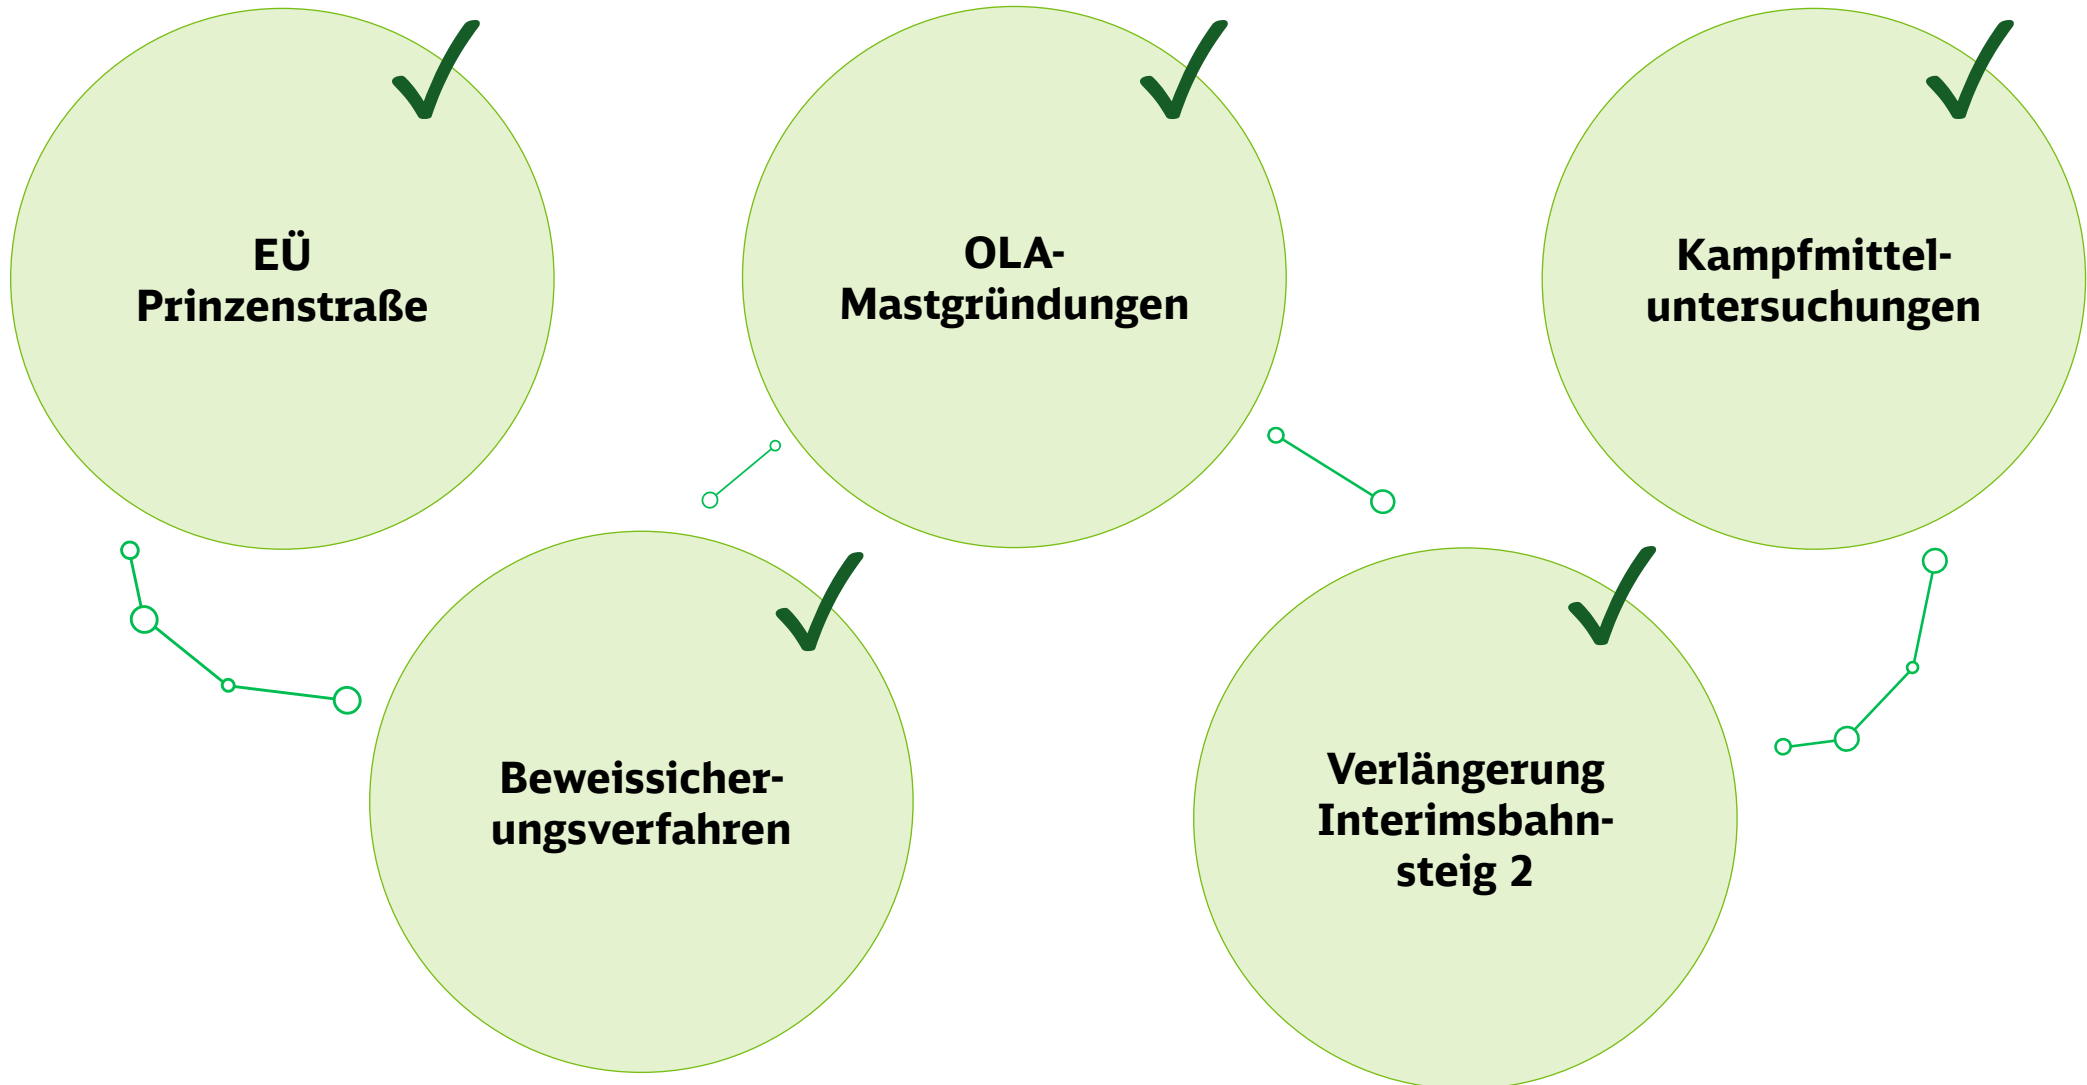 EÜ
Prinzenstraße
Beweissicher-
ungsverfahren
OLA-
Mastgründungen
Verlängerung
Interimsbahn-
steig 2
Kampfmittel-
untersuchungen